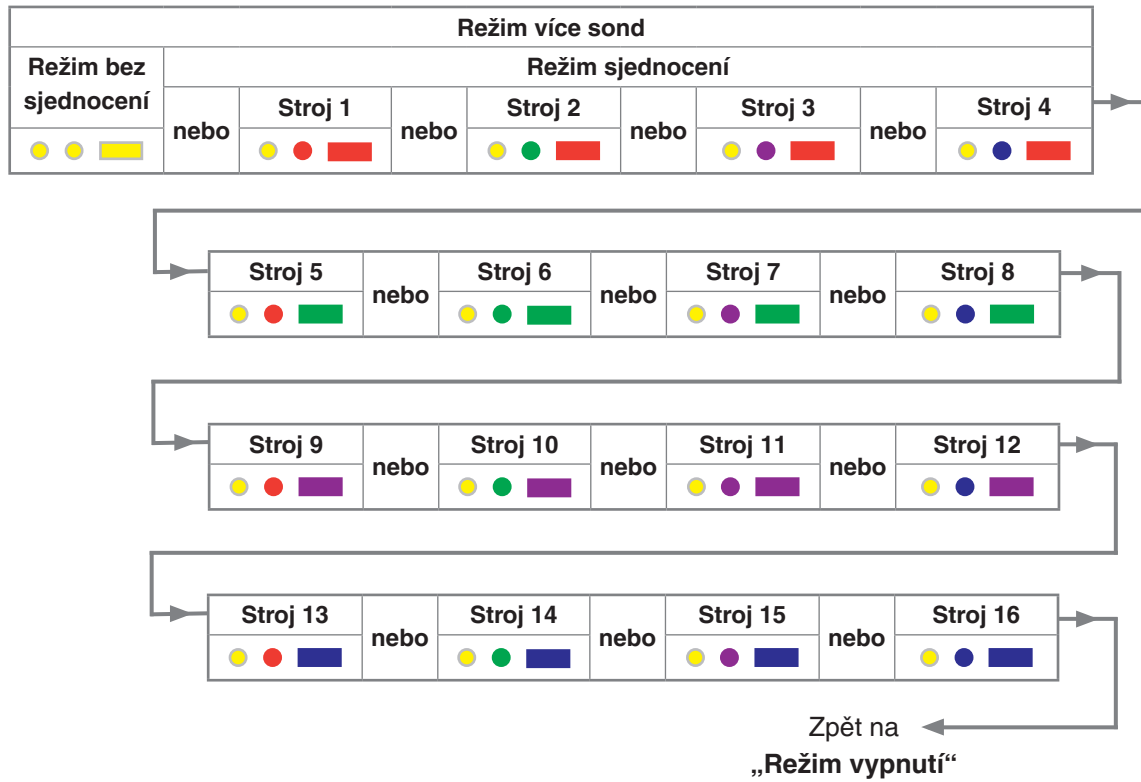 Režim více sond
Režim bez
sjednocení
Režim sjednocení
nebo
Stroj 1
nebo
Stroj 2
nebo
Stroj 3
nebo
Stroj 4
Stroj 5
nebo
Stroj 6
nebo
Stroj 7
nebo
Stroj 8
Stroj 9
nebo
Stroj 10
nebo
Stroj 11
nebo
Stroj 12
Stroj 13
nebo
Stroj 14
nebo
Stroj 15
nebo
Stroj 16
Zpět na
„Režim vypnutí“